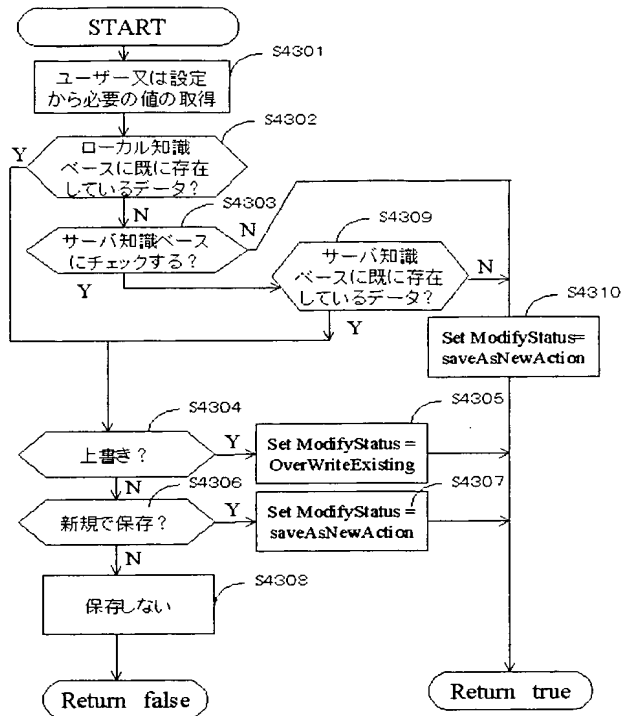 START
S4301
ユーザー又は設定
から必要の値の取得
S4302
Y
ローカル知識
ベースに既に存在
しているデータ?
N
S4303
N
サーバ知識ベース
にチェックする?
Y
S4309
サーバ知識
ベースに既に存在
しているデータ?
N
Y
S4310
Set ModifyStatus=
saveAsNewAction
S4304
上書き?
Y
S4305
Set ModifyStatus =
OverWriteExisting
N
S4306
新規で保存?
Y
S4307
Set ModifyStatus =
saveAsNewAction
N
S4308
保存しない
Return false
Return true